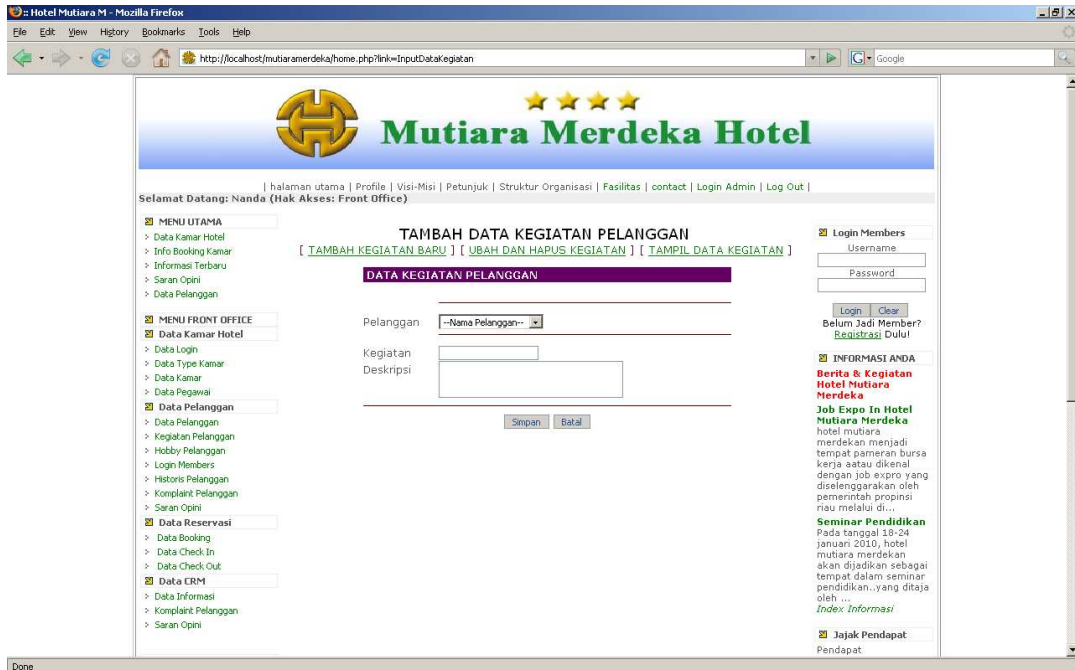 :: Hotel Mutiara M - Mozilla Firefox
File Edit View History Bookmarks Tools Help
http://localhost/mutiaramerdeka/home.php?link=InputDataKegiatan
Google
Mutiara Merdeka Hotel
| halaman utama | Profile | Visi-Misi | Petunjuk | Struktur Organisasi | Fasilitas | contact | Login Admin | Log Out |
Selamat Datang: Nanda (Hak Akses: Front Office)
MENU UTAMA
Data Kamar Hotel
Info Booking Kamar
Informasi Terbaru
Saran Opini
Data Pelanggan
MENU FRONT OFFICE
Data Kamar Hotel
Data Login
Data Type Kamar
Data Kamar
Data Pegawai
Data Pelanggan
Data Pelanggan
Kegiatan Pelanggan
Hobby Pelanggan
Login Members
Historis Pelanggan
Komplaint Pelanggan
Saran Opini
Data Reservasi
Data Booking
Data Check In
Data Check Out
Data CRM
Data Informasi
Komplaint Pelanggan
Saran Opini
TAMBAH DATA KEGIATAN PELANGGAN
[ TAMBAH KEGIATAN BARU ] [ UBAH DAN HAPUS KEGIATAN ] [ TAMPIL DATA KEGIATAN ]
DATA KEGIATAN PELANGGAN
Pelanggan --Nama Pelanggan--
Kegiatan
Deskripsi
Simpan Batal
Login Members
Username
Password
Login Clear
Belum Jadi Member?
Registrasi Dulu!
INFORMASI ANDA
Berita & Kegiatan
Hotel Mutiara
Merdeka
Job Expo In Hotel
Mutiara Merdeka
hotel mutiara
merdekan menjadi
tempat pameran bursa
kerja aatau dikenal
dengan job expro yang
diselenggarakan oleh
pemerintah propinsi
riau melalui di...
Seminar Pendidikan
Pada tanggal 18-24
januari 2010, hotel
mutiara merdekan
akan dijadikan sebagai
tempat dalam seminar
pendidikan..yang ditaja
oleh ...
Index Informasi
Jajak Pendapat
Pendapat
Done